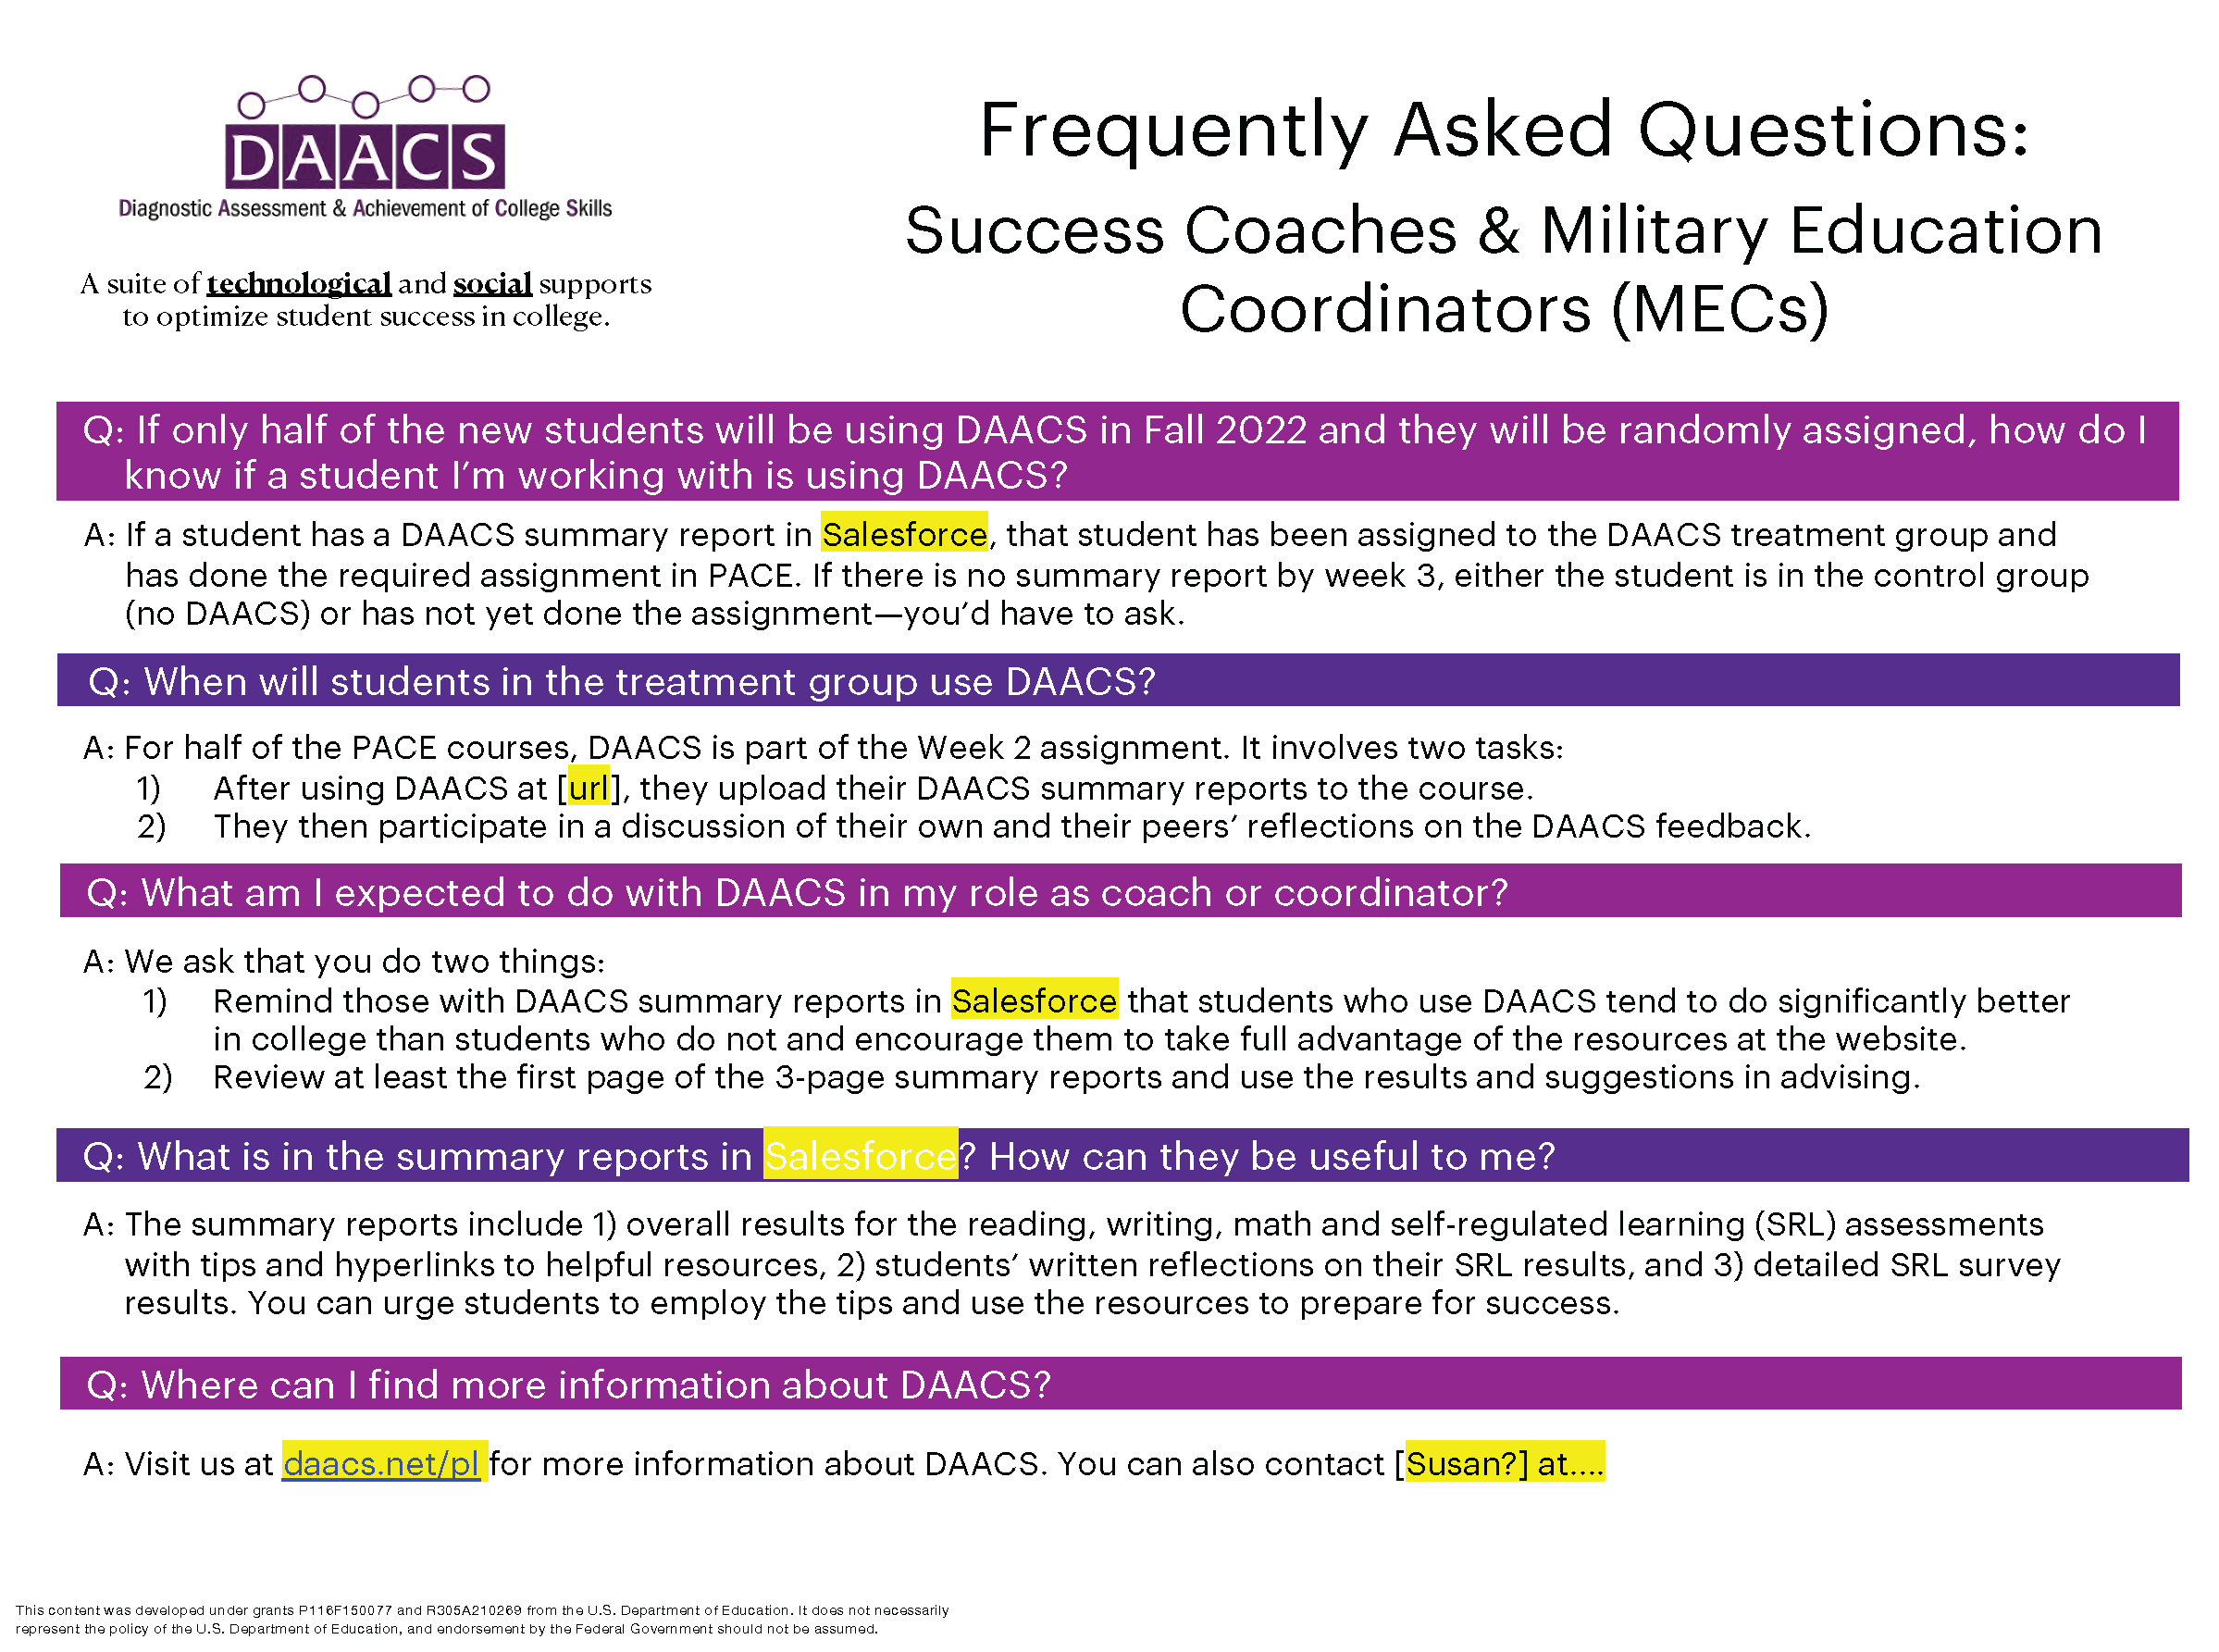 DAACS
Diagnostic Assessment & Achievement of College Skills
A suite of technological and social supports
to optimize student success in college.
Frequently Asked Questions:
Success Coaches & Military Education
Coordinators (MECs)
Q: If only half of the new students will be using DAACS in Fall 2022 and they will be randomly assigned, how do I
know if a student I’m working with is using DAACS?
A: If a student has a DAACS summary report in Salesforce, that student has been assigned to the DAACS treatment group and
has done the required assignment in PACE. If there is no summary report by week 3, either the student is in the control group
(no DAACS) or has not yet done the assignment—you’d have to ask.
Q: When will students in the treatment group use DAACS?
A: For half of the PACE courses, DAACS is part of the Week 2 assignment. It involves two tasks:
1) After using DAACS at [url], they upload their DAACS summary reports to the course.
2) They then participate in a discussion of their own and their peers’ reflections on the DAACS feedback.
Q: What am I expected to do with DAACS in my role as coach or coordinator?
A: We ask that you do two things:
1) Remind those with DAACS summary reports in Salesforce that students who use DAACS tend to do significantly better
in college than students who do not and encourage them to take full advantage of the resources at the website.
2) Review at least the first page of the 3-page summary reports and use the results and suggestions in advising.
Q: What is in the summary reports in Salesforce? How can they be useful to me?
A: The summary reports include 1) overall results for the reading, writing, math and self-regulated learning (SRL) assessments
with tips and hyperlinks to helpful resources, 2) students’ written reflections on their SRL results, and 3) detailed SRL survey
results. You can urge students to employ the tips and use the resources to prepare for success.
Q: Where can I find more information about DAACS?
A: Visit us at daacs.net/pl for more information about DAACS. You can also contact [Susan?] at....
This content was developed under grants P116F150077 and R305A210269 from the U.S. Department of Education. It does not necessarily
represent the policy of the U.S. Department of Education, and endorsement by the Federal Government should not be assumed.